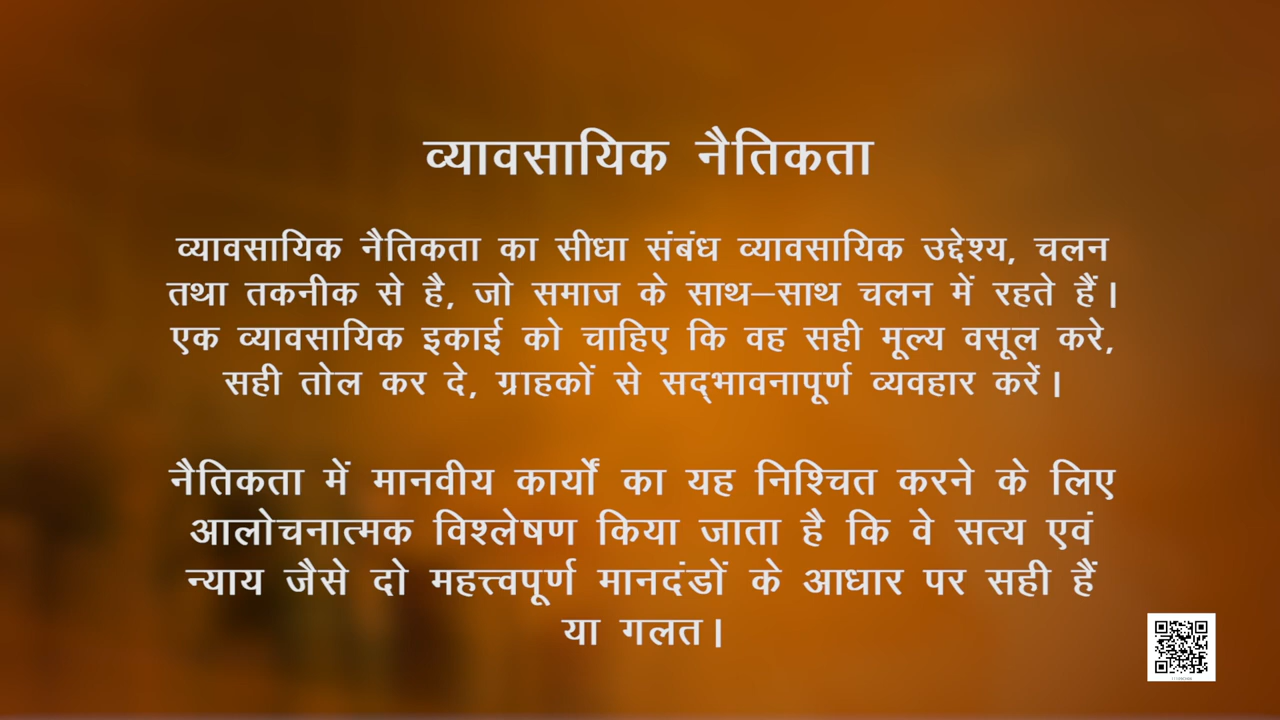 व्यावसायिक नैतिकता
व्यावसायिक नैतिकता का सीधा संबंध व्यावसायिक उद्देश्य, चलन
तथा तकनीक से है, जो समाज के साथ–साथ चलन में रहते हैं।
एक व्यावसायिक इकाई को चाहिए कि वह सही मूल्य वसूल करे,
सही तोल कर दे, ग्राहकों से सद्‌भावनापूर्ण व्यवहार करें।
नैतिकता में मानवीय कार्यों का यह निश्चित करने के लिए
आलोचनात्मक विश्लेषण किया जाता है कि वे सत्य एवं
न्याय जैसे दो महत्त्वपूर्ण मानदंडों के आधार पर सही हैं
या गलत।